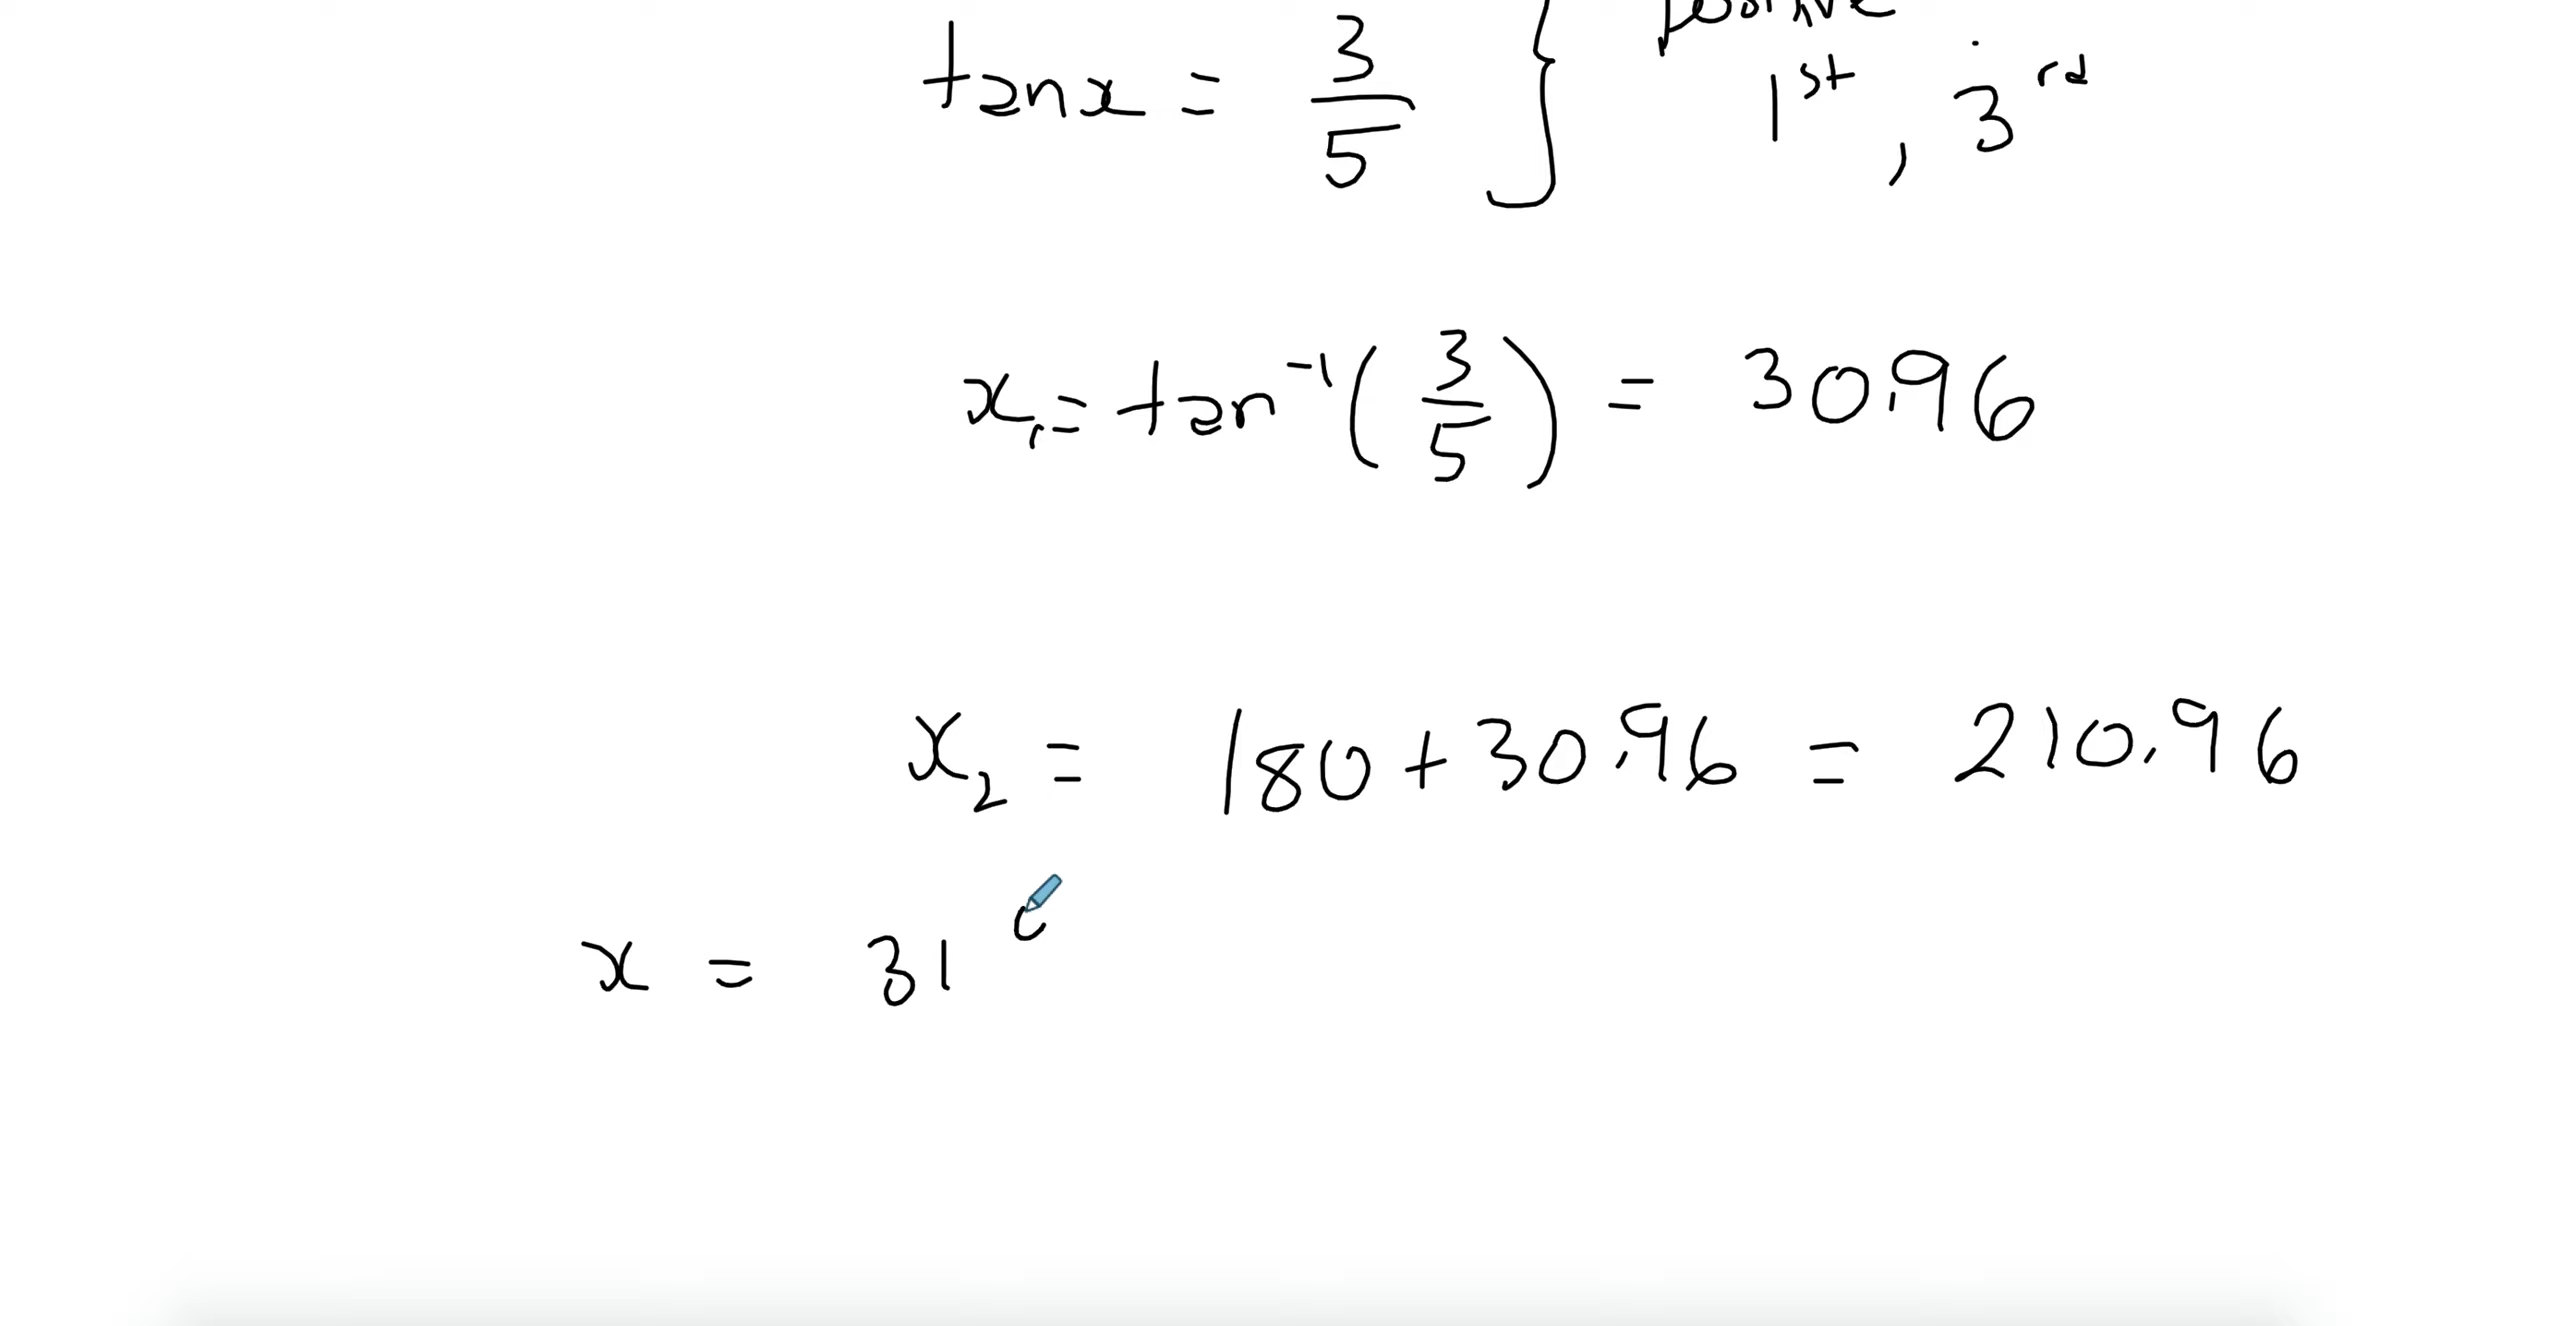 positive
tanx = 3/5 } 1st, 3rd
x₁ = tan⁻¹(3/5) = 30.96
x₂ = 180 + 30.96 = 210.96
x = 31°